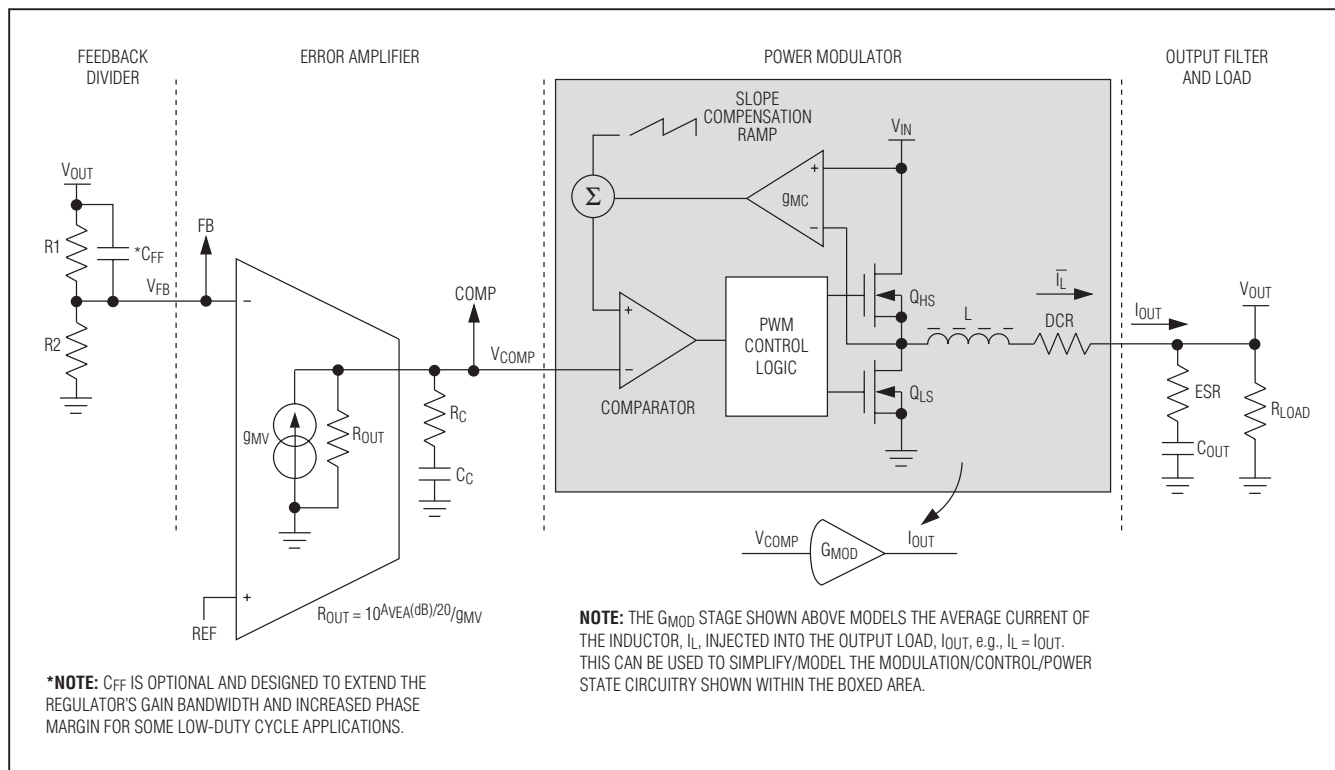 FEEDBACK
DIVIDER
ERROR AMPLIFIER
POWER MODULATOR
OUTPUT FILTER
AND LOAD
SLOPE
COMPENSATION
RAMP
VIN
VOUT
R1
*CFF
FB
VFB
R2
−
+
REF
gMV
ROUT
ROUT = 10^AVEA(dB)/20/gMV
COMP
VCOMP
RC
CC
Σ
gMC
+
−
+
−
COMPARATOR
PWM
CONTROL
LOGIC
QHS
QLS
IL
L
DCR
IOUT
VOUT
ESR
COUT
RLOAD
VCOMP
GMOD
IOUT
*NOTE: CFF IS OPTIONAL AND DESIGNED TO EXTEND THE
REGULATOR'S GAIN BANDWIDTH AND INCREASED PHASE
MARGIN FOR SOME LOW-DUTY CYCLE APPLICATIONS.
NOTE: THE GMOD STAGE SHOWN ABOVE MODELS THE AVERAGE CURRENT OF
THE INDUCTOR, IL, INJECTED INTO THE OUTPUT LOAD, IOUT, e.g., IL = IOUT.
THIS CAN BE USED TO SIMPLIFY/MODEL THE MODULATION/CONTROL/POWER
STATE CIRCUITRY SHOWN WITHIN THE BOXED AREA.